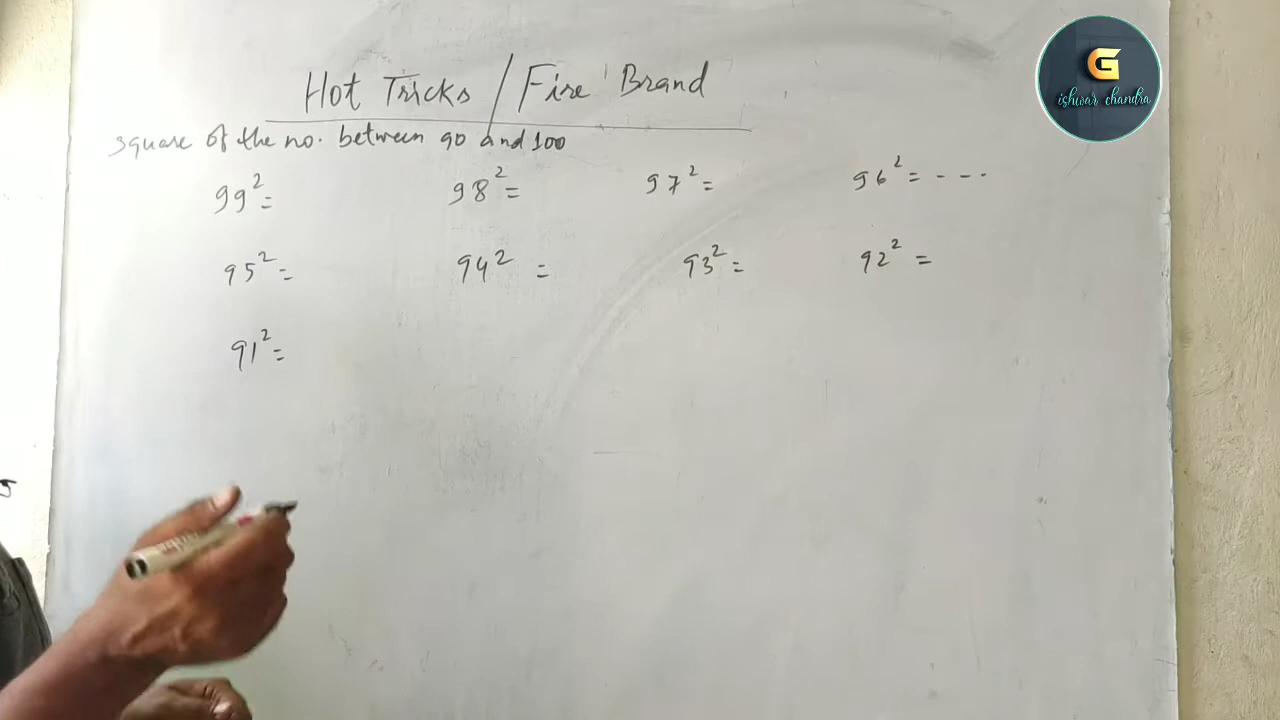 Hot Tricks / Fire Brand
square of the no. between 90 and 100
99²= 98²= 97²= 96²= - - -
95²= 94² = 93²= 92² =
91²=
G
ishwar chandra